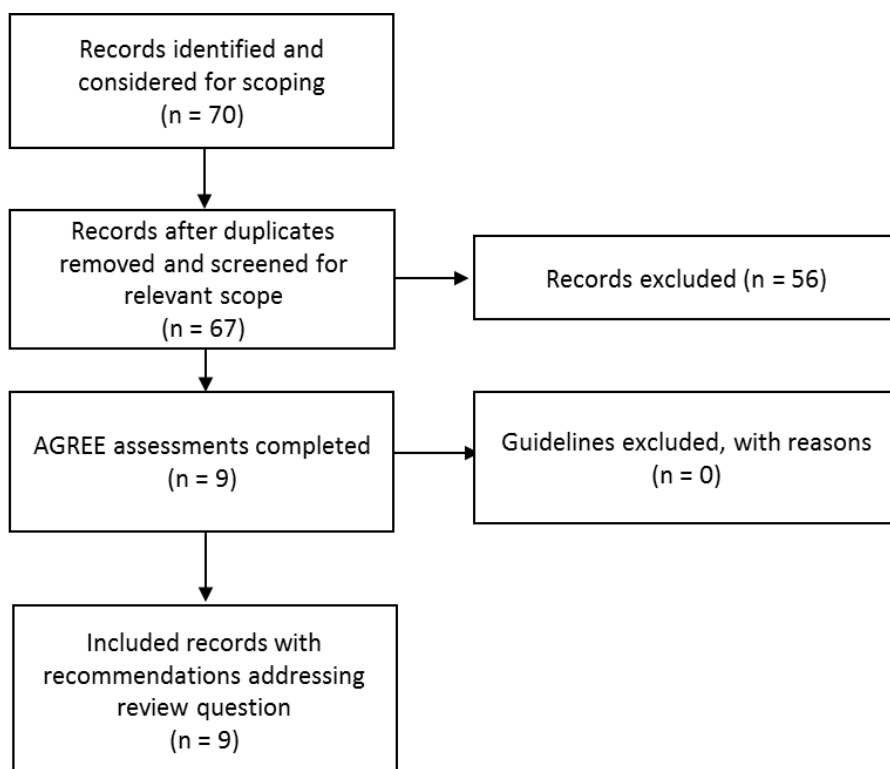 Records identified and
considered for scoping
(n = 70)
Records after duplicates
removed and screened for
relevant scope
(n = 67)
Records excluded (n = 56)
AGREE assessments completed
(n = 9)
Guidelines excluded, with reasons
(n = 0)
Included records with
recommendations addressing
review question
(n = 9)